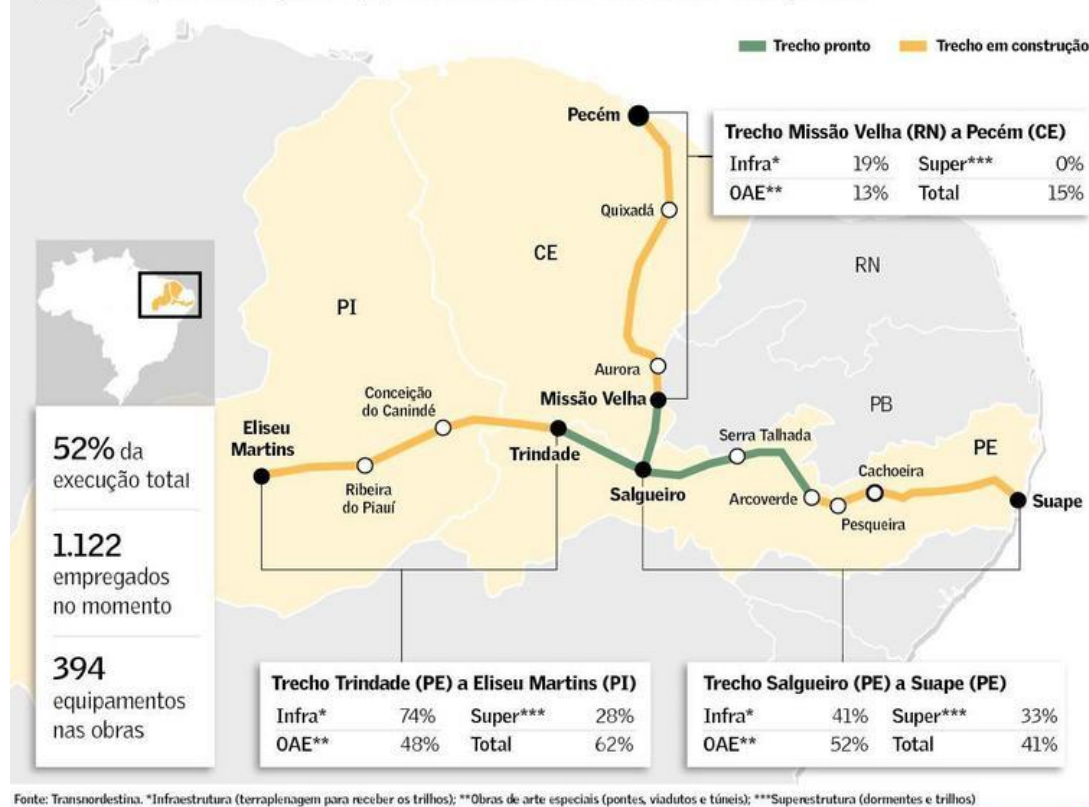 Trecho pronto
Trecho em construção
Pecém
Trecho Missão Velha (RN) a Pecém (CE)
Infra* 19% Super*** 0%
OAE** 13% Total 15%
Quixadá
CE
RN
PI
Aurora
Missão Velha
Conceição
do Canindé
PB
Eliseu
Martins
Trindade
Serra Talhada
PE
Cachoeira
Ribeira
do Piauí
Salgueiro
Arcoverde
Pesqueira
Suape
52% da
execução total
1.122
empregados
no momento
394
equipamentos
nas obras
Trecho Trindade (PE) a Eliseu Martins (PI)
Infra* 74% Super*** 28%
OAE** 48% Total 62%
Trecho Salgueiro (PE) a Suape (PE)
Infra* 41% Super*** 33%
OAE** 52% Total 41%
Fonte: Transnordestina. *Infraestrutura (terraplenagem para receber os trilhos); **Obras de arte especiais (pontes, viadutos e túneis); ***Superestrutura (dormentes e trilhos)